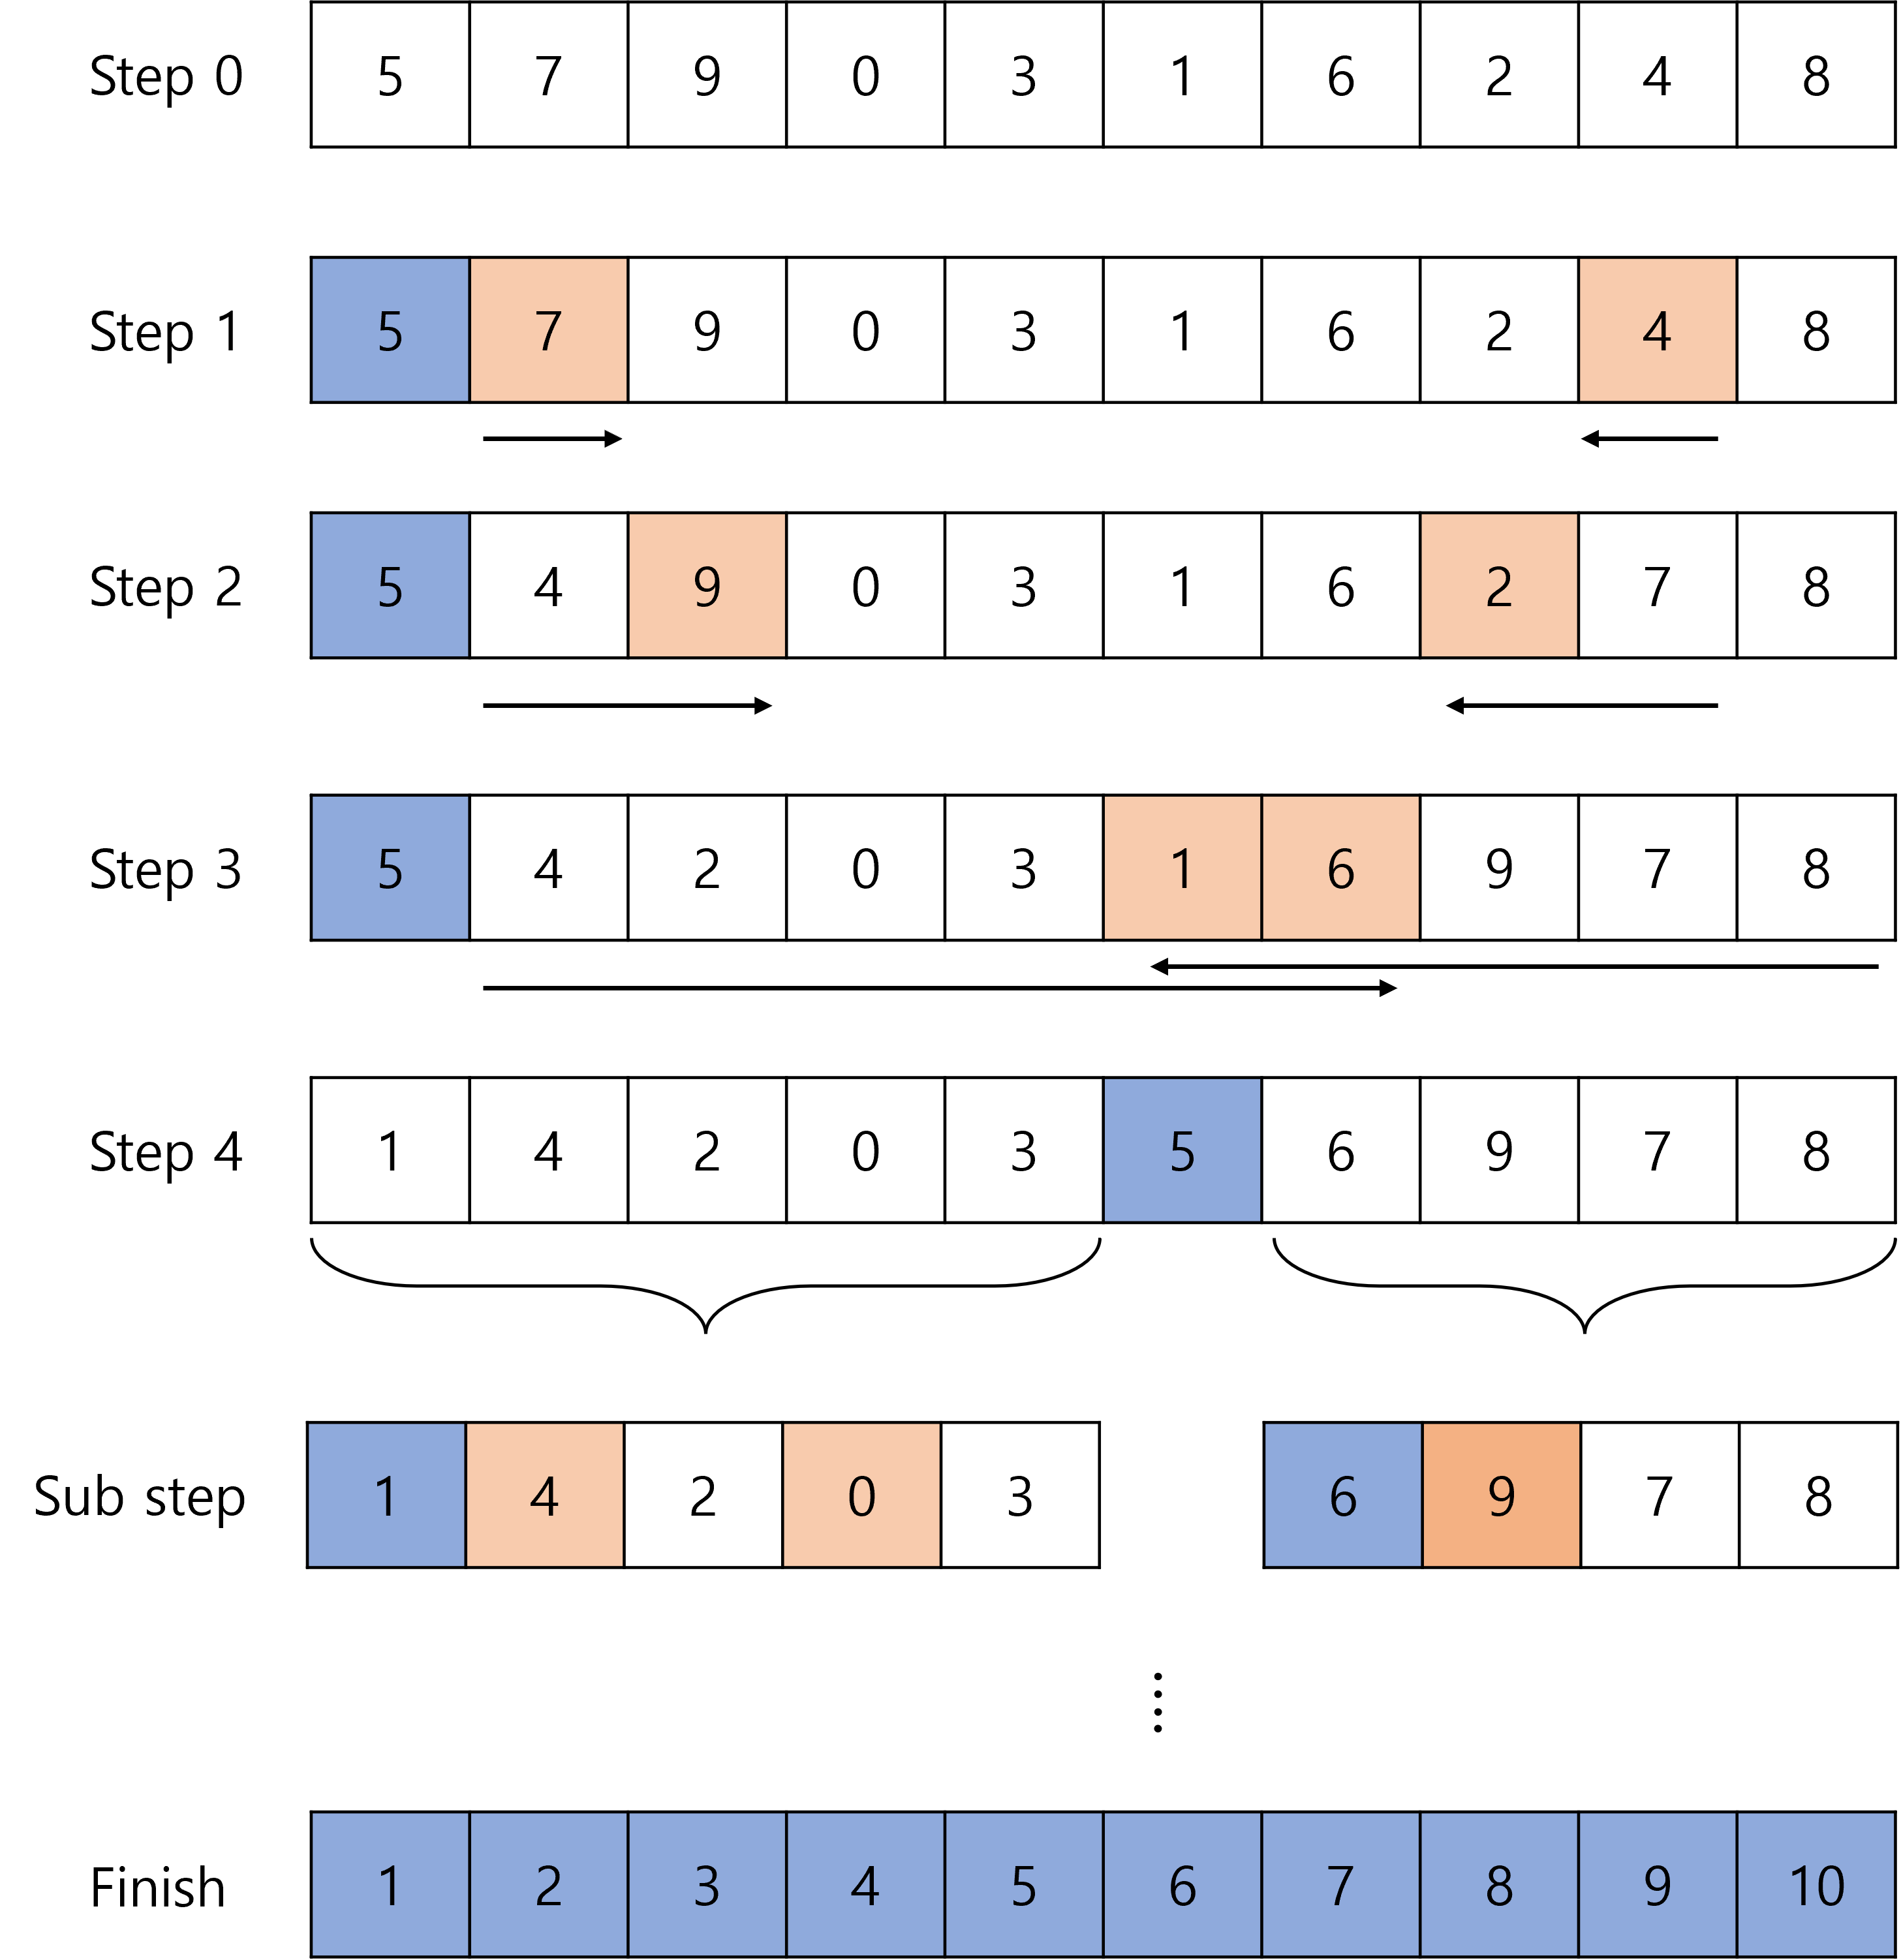 Step 0 5 7 9 0 3 1 6 2 4 8
Step 1 5 7 9 0 3 1 6 2 4 8
Step 2 5 4 9 0 3 1 6 2 7 8
Step 3 5 4 2 0 3 1 6 9 7 8
Step 4 1 4 2 0 3 5 6 9 7 8
Sub step 1 4 2 0 3 6 9 7 8
Finish 1 2 3 4 5 6 7 8 9 10